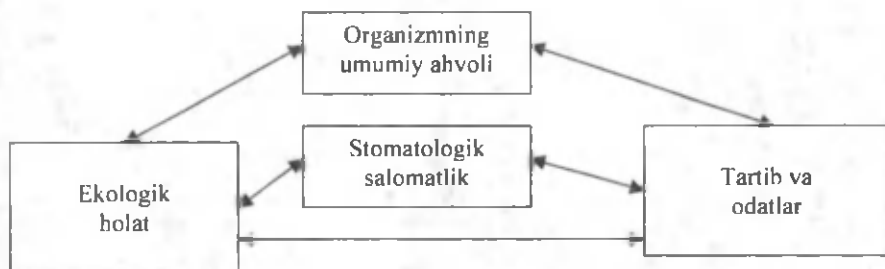 Organizmning
umumiy ahvoli
Stomatologik
salomatlik
Ekologik
holat
Tartib va
odatlar